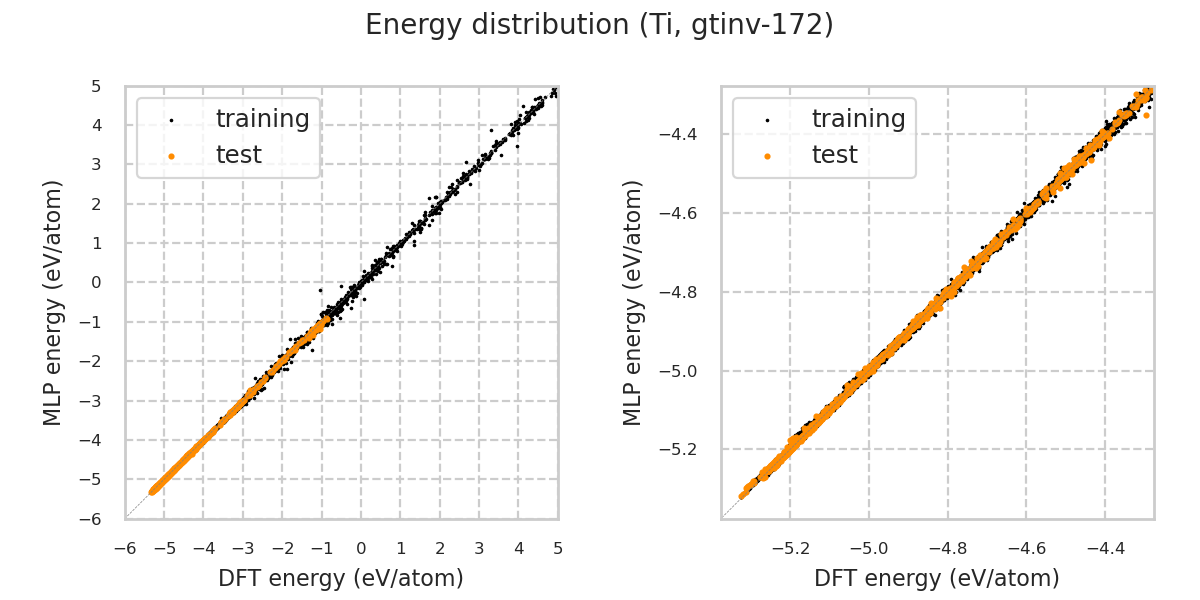 Energy distribution (Ti, gtinv-172)
MLP energy (eV/atom)
5
4
3
2
1
0
−1
−2
−3
−4
−5
−6
training
test
−6 −5 −4 −3 −2 −1 0 1 2 3 4 5
DFT energy (eV/atom)
MLP energy (eV/atom)
−4.4
−4.6
−4.8
−5.0
−5.2
training
test
−5.2 −5.0 −4.8 −4.6 −4.4
DFT energy (eV/atom)